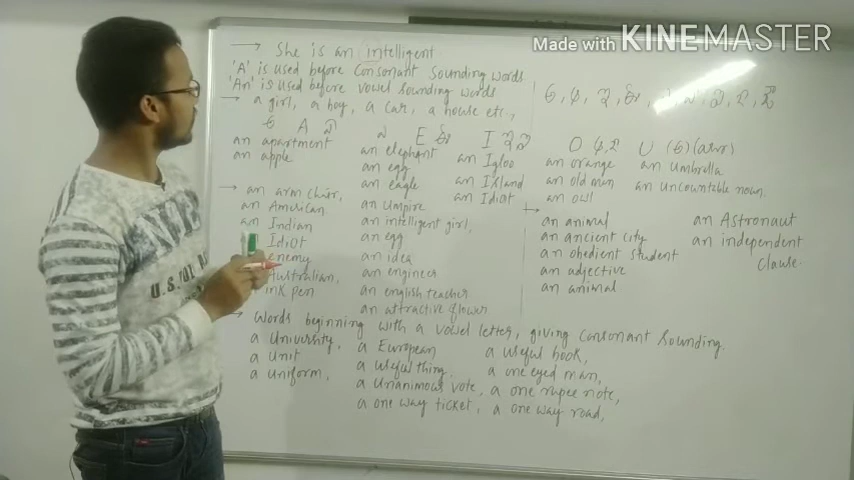 Made with KINEMASTER
→ She is an intelligent.
'A' is used before Consonant Sounding words
'An' is used before vowel sounding words
→ a girl, a boy, a car, a house etc.,
A
an apartment
an apple
E
an elephant
an egg
an eagle
I
an Igloo
an Island
an Idiot
O
an orange
an old man
an owl
U
an umbrella
an uncountable noun.
→ an arm chair,
an American
an Indian
Idiot
enemy
Australian,
ink pen
an Umpire
an intelligent girl,
an egg
an idea
an engineer
an english teacher
an attractive flower
→ an animal
an ancient city
an obedient student
an adjective
an animal
an Astronaut
an independent
clause.
→ Words beginning with a vowel letter, giving Consonant Sounding.
a University,
a Unit
a Uniform,
a European
a useful thing.
a Unanimous vote,
a one way ticket,
a useful book,
a one eyed man,
a one rupee note,
a one way road,
U.S.